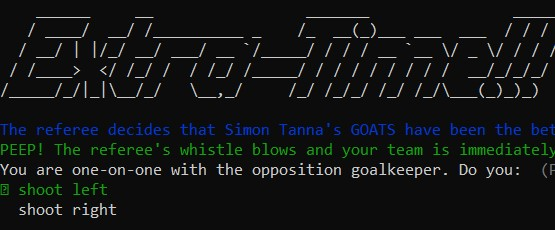 Extra-Time!!!
The referee decides that Simon Tanna's GOATS have been the bet
PEEP! The referee's whistle blows and your team is immediately
You are one-on-one with the opposition goalkeeper. Do you: (P
shoot left
shoot right